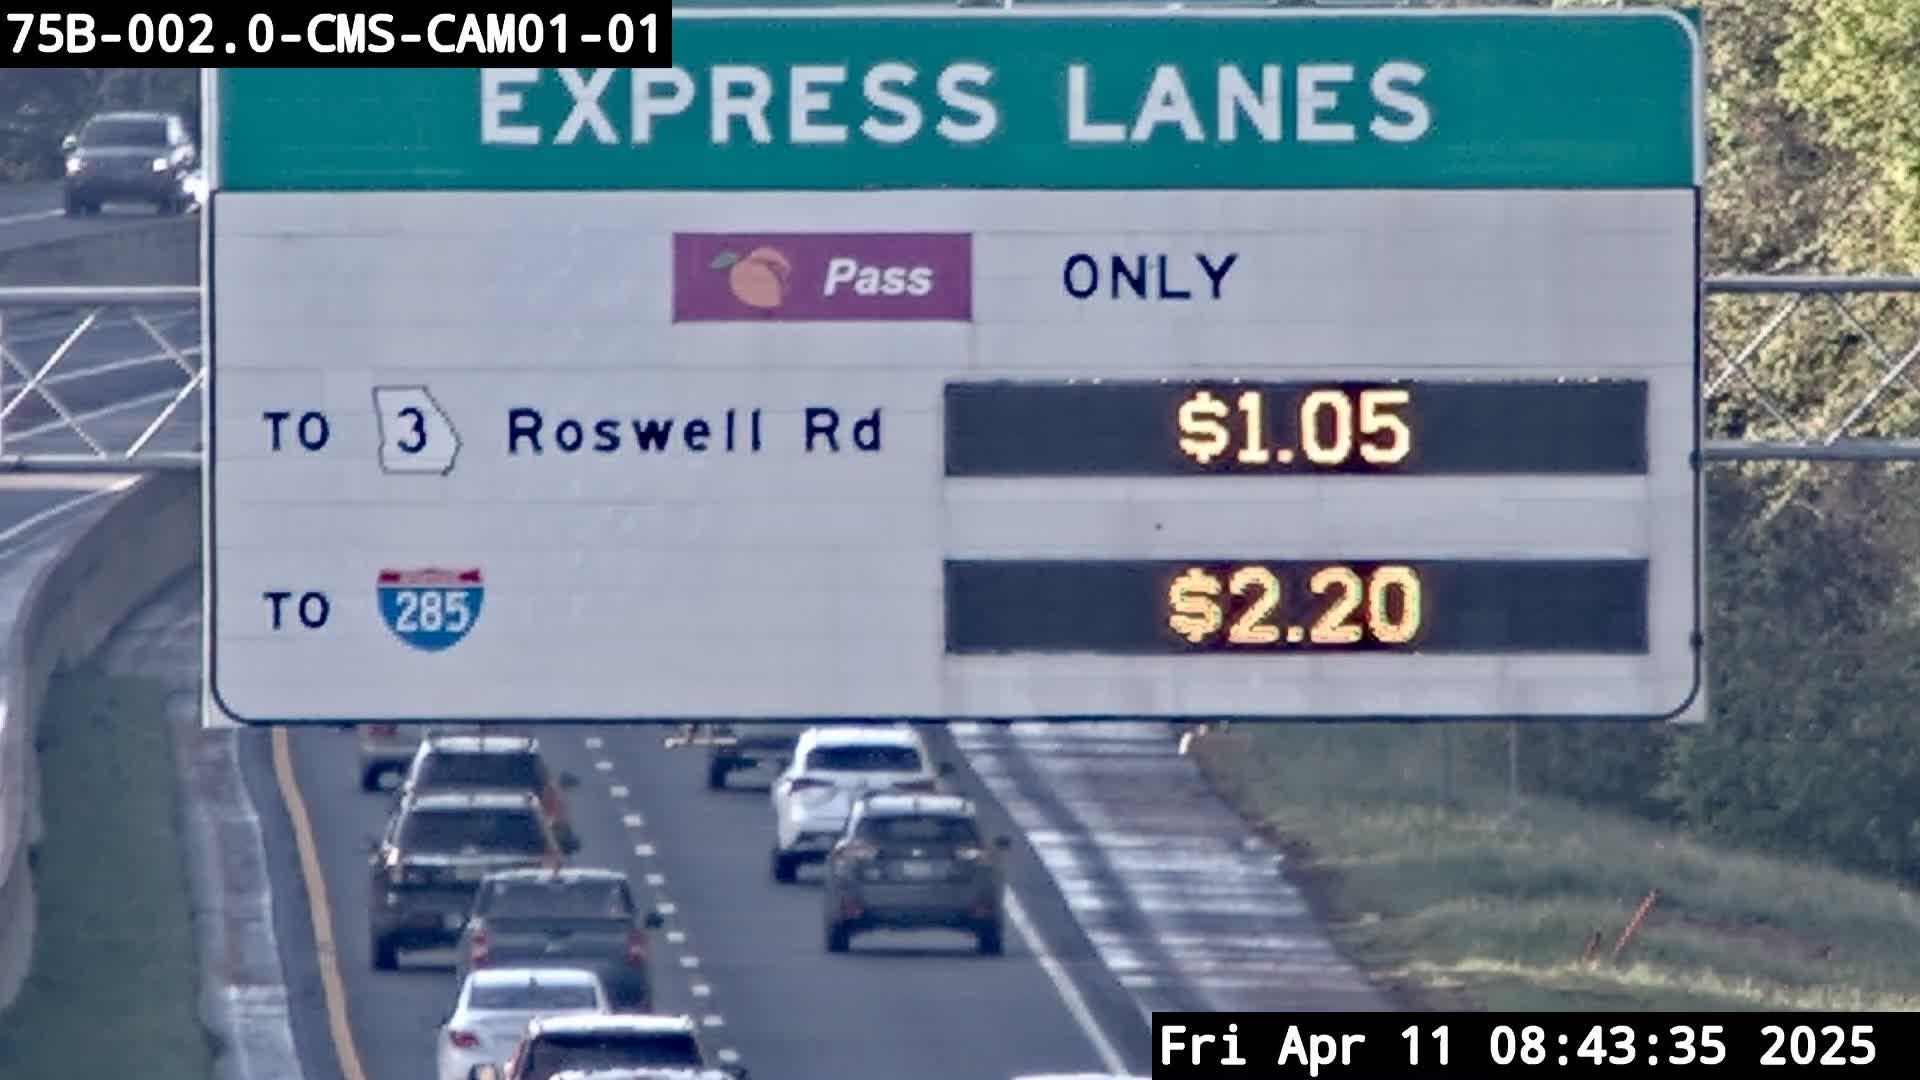 75B-002.0-CMS-CAM01-01
EXPRESS LANES
Pass ONLY
TO 3 Roswell Rd $1.05
TO 285 $2.20
Fri Apr 11 08:43:35 2025